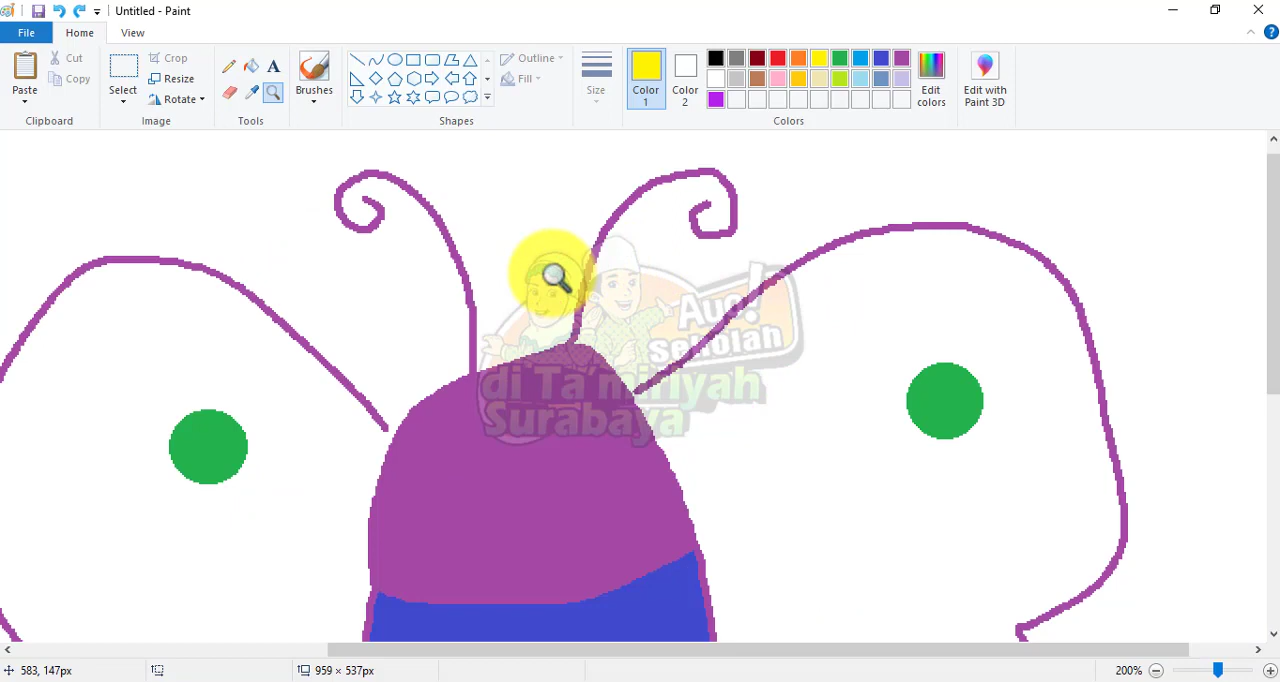 Untitled - Paint
File
Home
View
Paste
Cut
Copy
Clipboard
Select
Crop
Resize
Rotate
Image
A
Tools
Brushes
Shapes
Outline
Fill
Size
Color
1
Color
2
Edit
colors
Colors
Edit with
Paint 3D
Ayo!
Sekolah
di Ta'miriyah
Surabaya
583, 147px
959 × 537px
200%